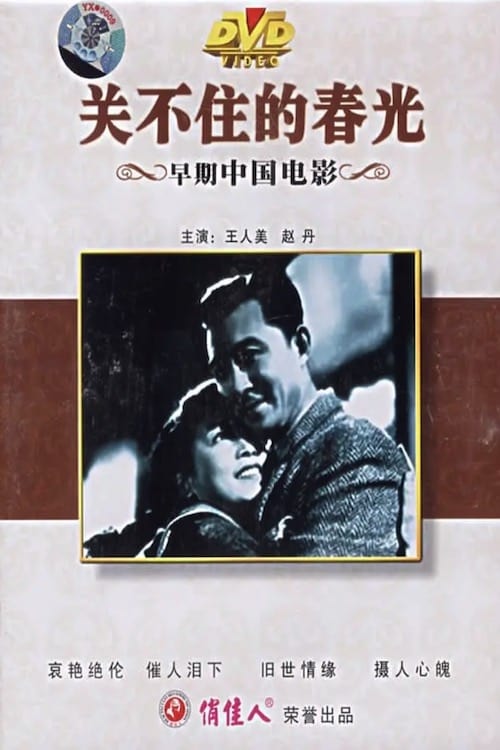 YX●0009
DVD
VIDEO
关不住的春光
早期中国电影
主演：王人美 赵丹
哀艳绝伦 催人泪下 旧世情缘 摄人心魄
俏佳人® 荣誉出品